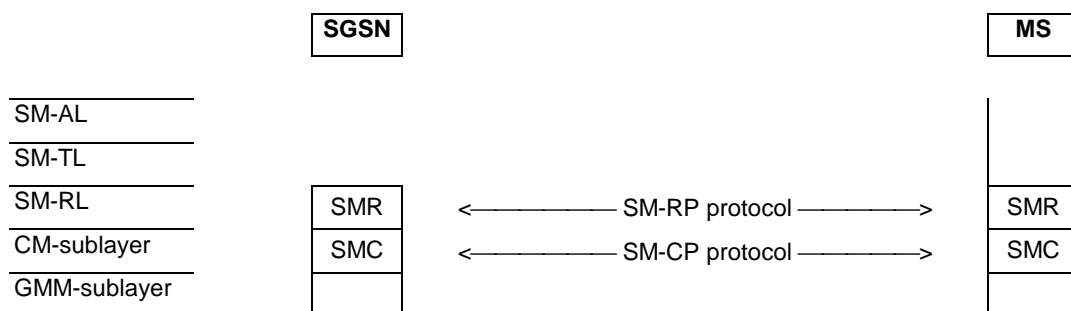 SGSN MS
SM-AL
SM-TL
SM-RL SMR <—————— SM-RP protocol ——————> SMR
CM-sublayer SMC <—————— SM-CP protocol ——————> SMC
GMM-sublayer